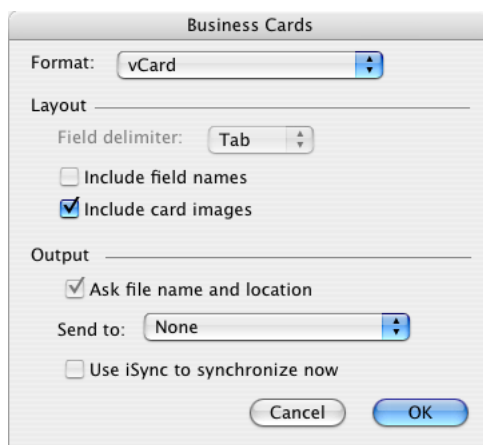 Business Cards
Format: vCard
Layout
Field delimiter: Tab
Include field names
Include card images
Output
Ask file name and location
Send to: None
Use iSync to synchronize now
Cancel OK